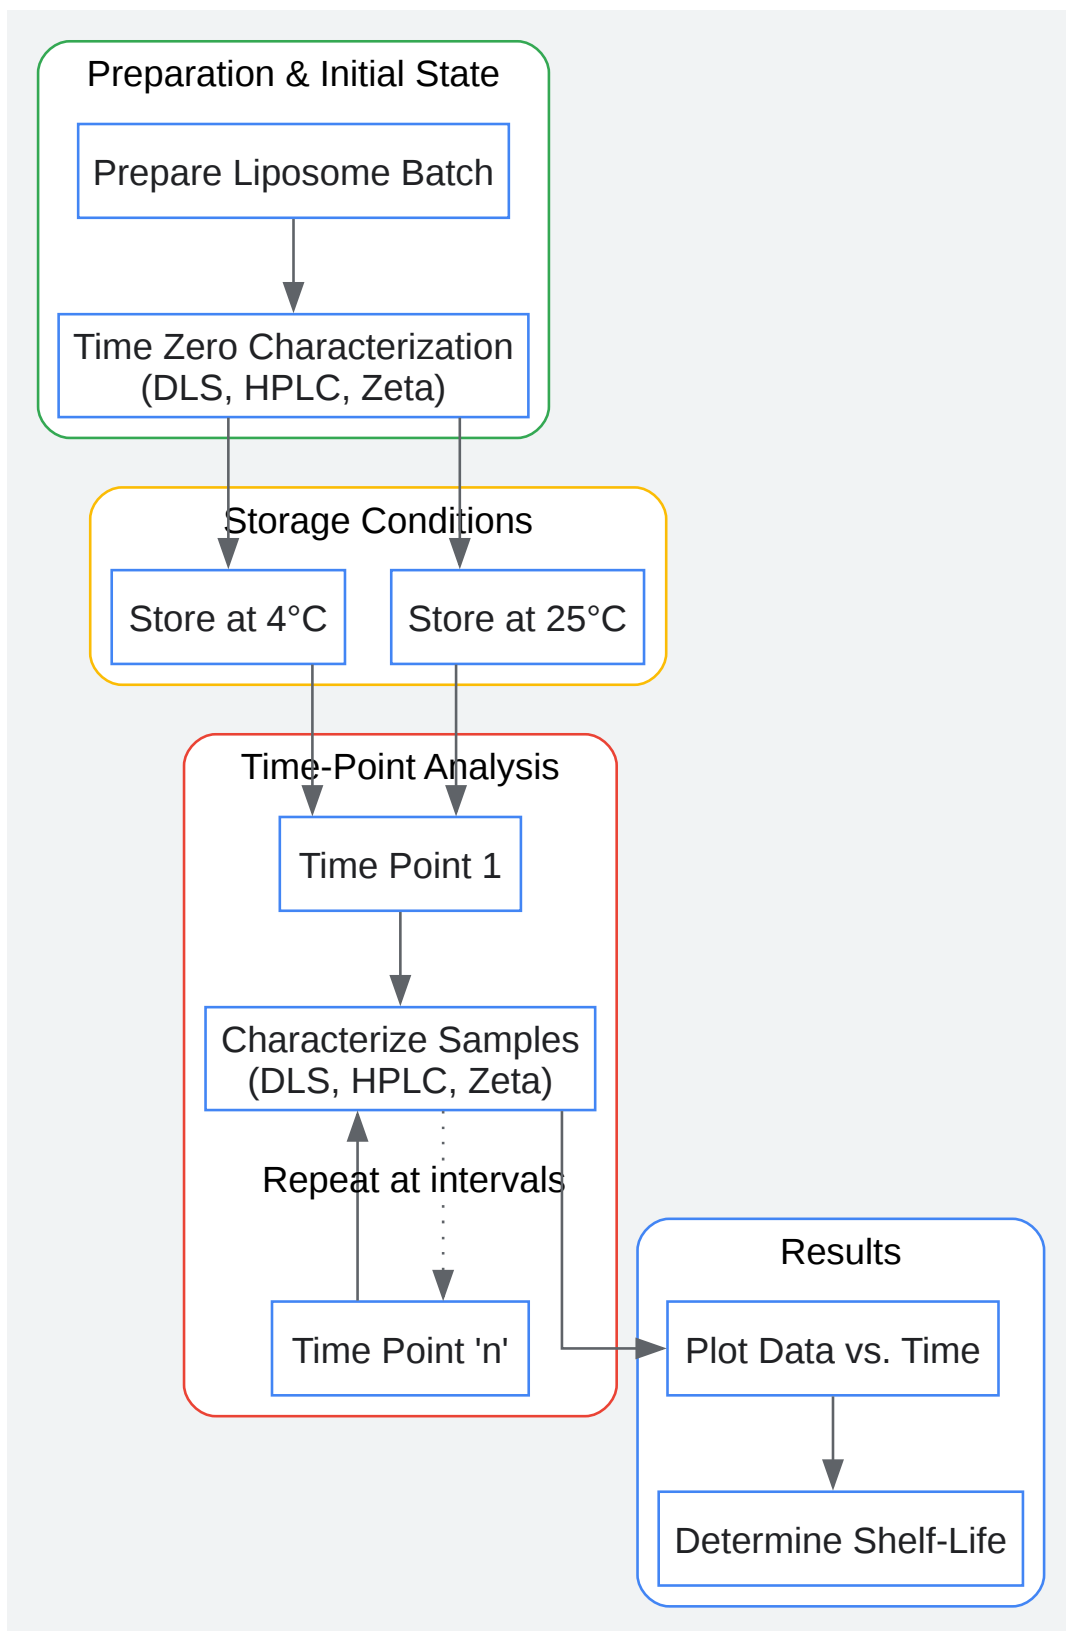 Preparation & Initial State
Prepare Liposome Batch
Time Zero Characterization
(DLS, HPLC, Zeta)
Storage Conditions
Store at 4°C
Store at 25°C
Time-Point Analysis
Time Point 1
Characterize Samples
(DLS, HPLC, Zeta)
Repeat at intervals
Time Point 'n'
Results
Plot Data vs. Time
Determine Shelf-Life